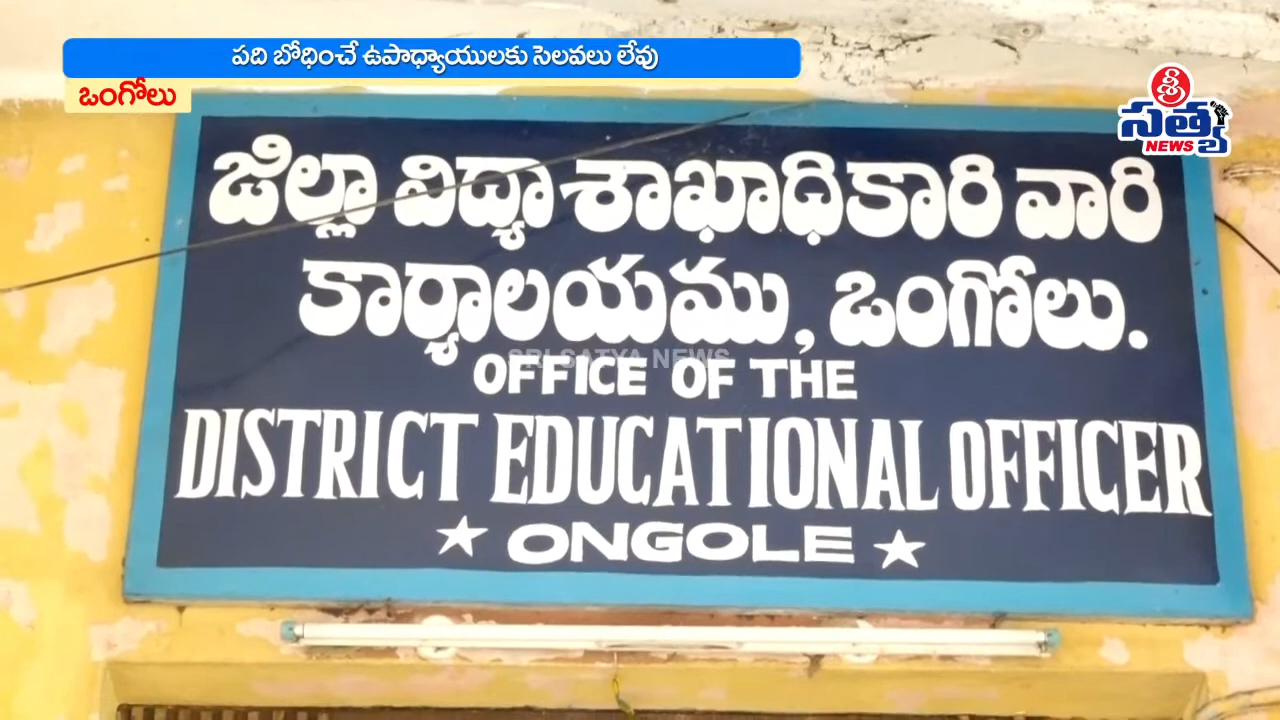 పది బోధించే ఉపాధ్యాయులకు సెలవలు లేవు
ఒంగోలు
శ్రీ
సత్య
NEWS
జిల్లా విద్యాశాఖాధికారి వారి
కార్యాలయము, ఒంగోలు.
SRI SATYA NEWS
OFFICE OF THE
DISTRICT EDUCATIONAL OFFICER
★ ONGOLE ★